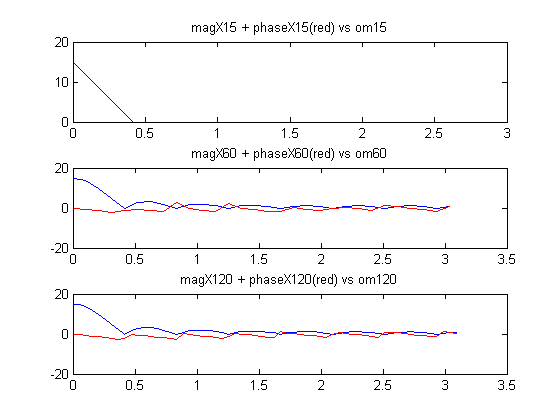 magX15 + phaseX15(red) vs om15
20
10
0
0 0.5 1 1.5 2 2.5 3
magX60 + phaseX60(red) vs om60
20
0
-20
0 0.5 1 1.5 2 2.5 3 3.5
magX120 + phaseX120(red) vs om120
20
0
-20
0 0.5 1 1.5 2 2.5 3 3.5